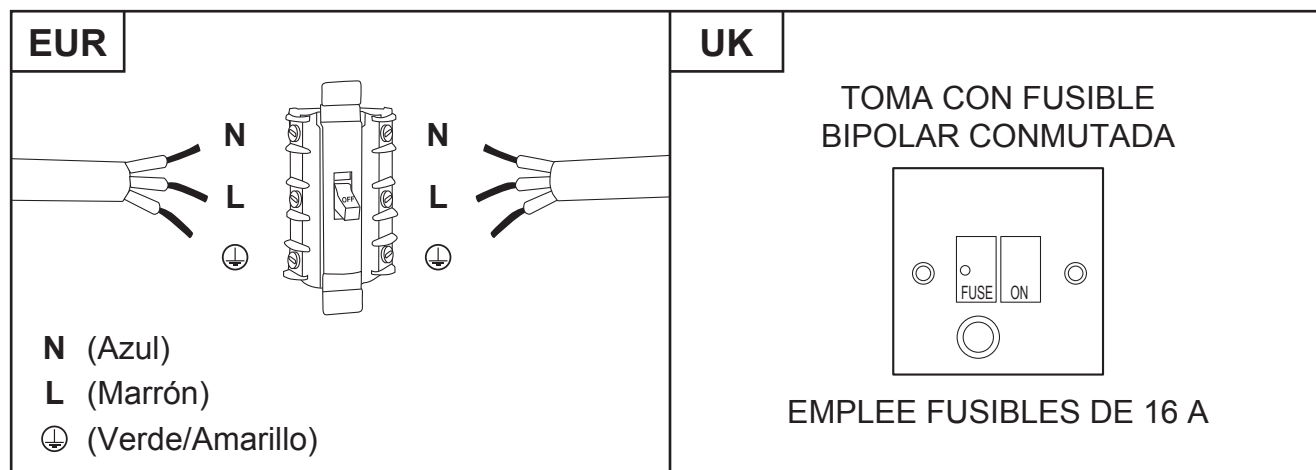 EUR
N
L
OFF
N
L
N (Azul)
L (Marrón)
(Verde/Amarillo)
UK
TOMA CON FUSIBLE
BIPOLAR CONMUTADA
FUSE ON
EMPLEE FUSIBLES DE 16 A